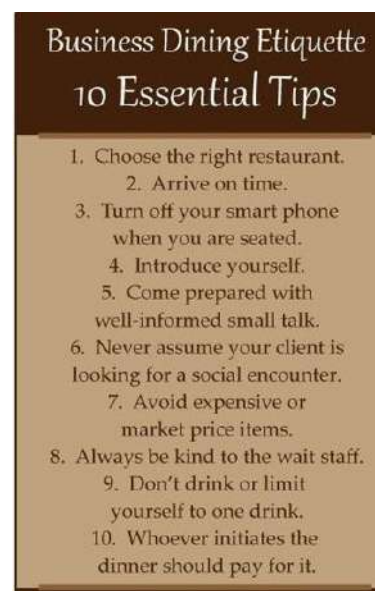 Business Dining Etiquette
10 Essential Tips
1. Choose the right restaurant.
2. Arrive on time.
3. Turn off your smart phone
when you are seated.
4. Introduce yourself.
5. Come prepared with
well-informed small talk.
6. Never assume your client is
looking for a social encounter.
7. Avoid expensive or
market price items.
8. Always be kind to the wait staff.
9. Don't drink or limit
yourself to one drink.
10. Whoever initiates the
dinner should pay for it.